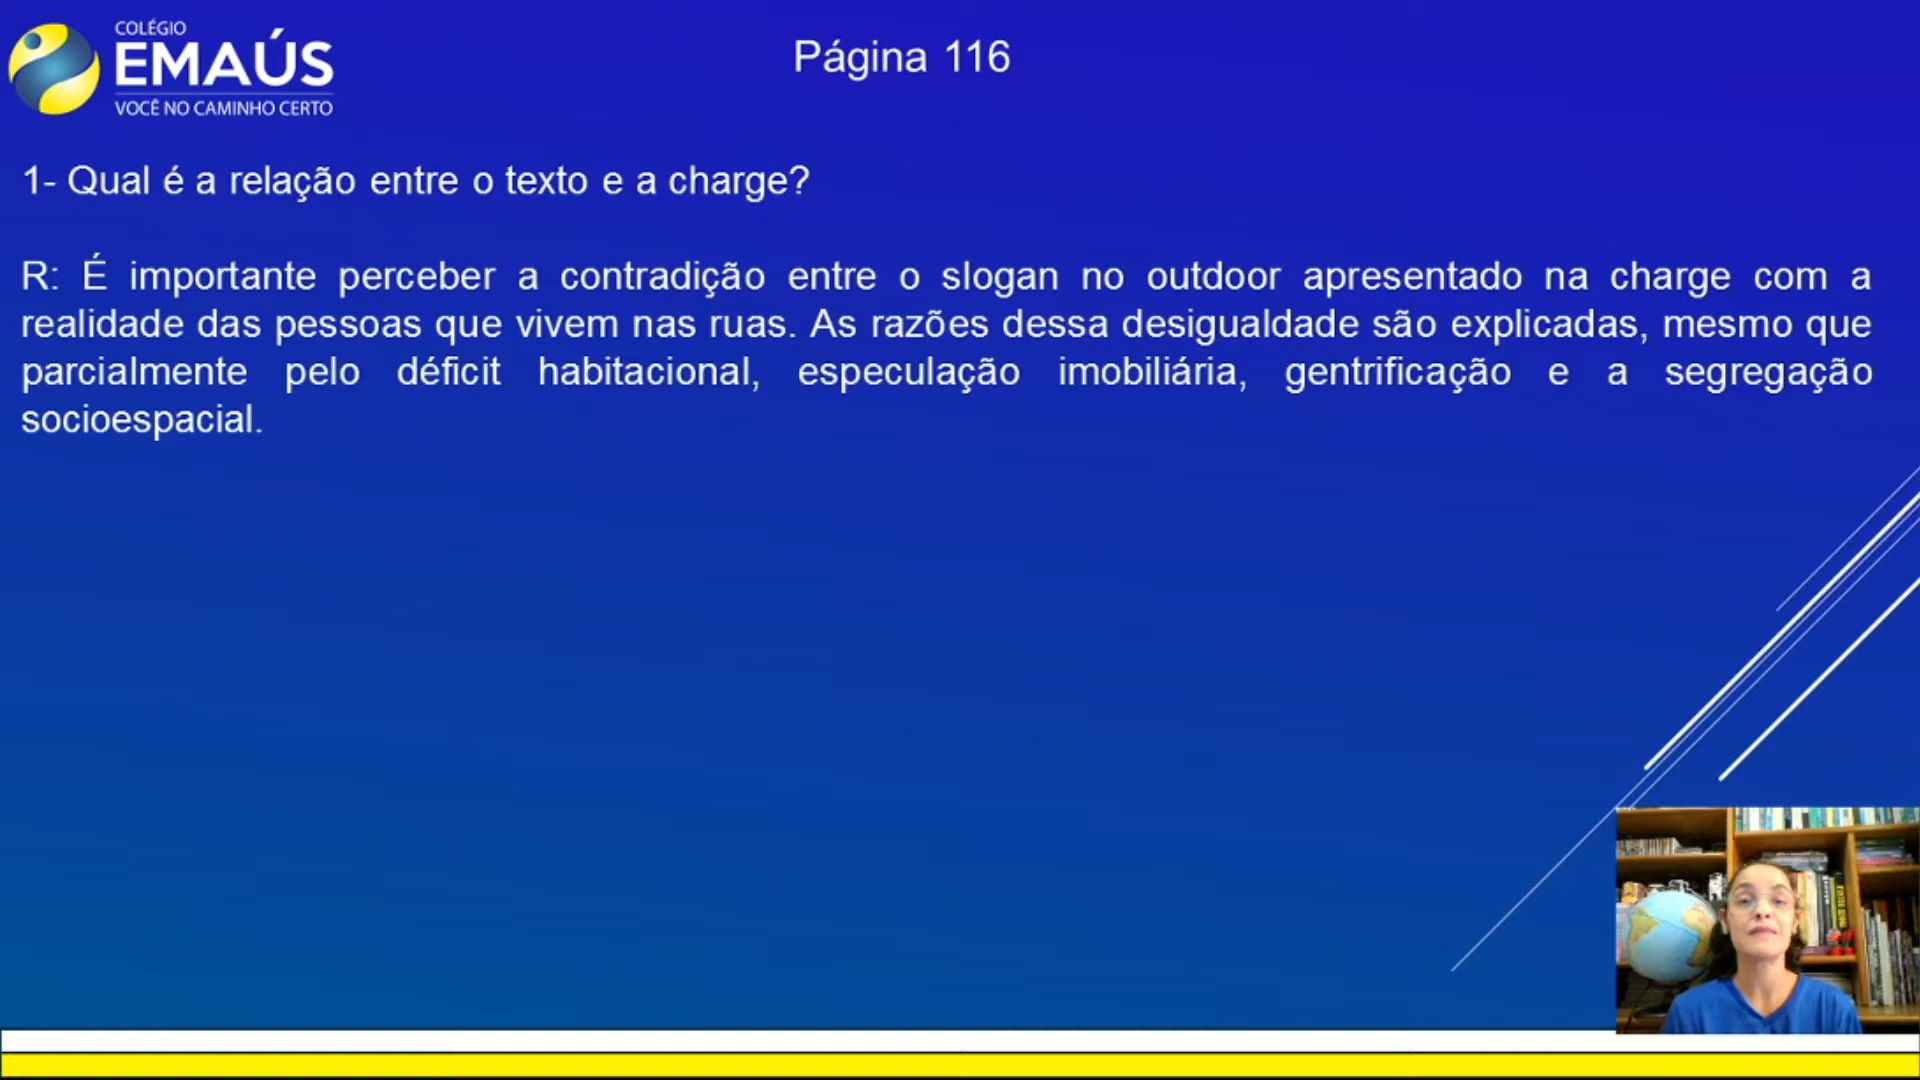 COLÉGIO
EMAÚS
VOCÊ NO CAMINHO CERTO
Página 116
1- Qual é a relação entre o texto e a charge?
R: É importante perceber a contradição entre o slogan no outdoor apresentado na charge com a
realidade das pessoas que vivem nas ruas. As razões dessa desigualdade são explicadas, mesmo que
parcialmente pelo déficit habitacional, especulação imobiliária, gentrificação e a segregação
socioespacial.